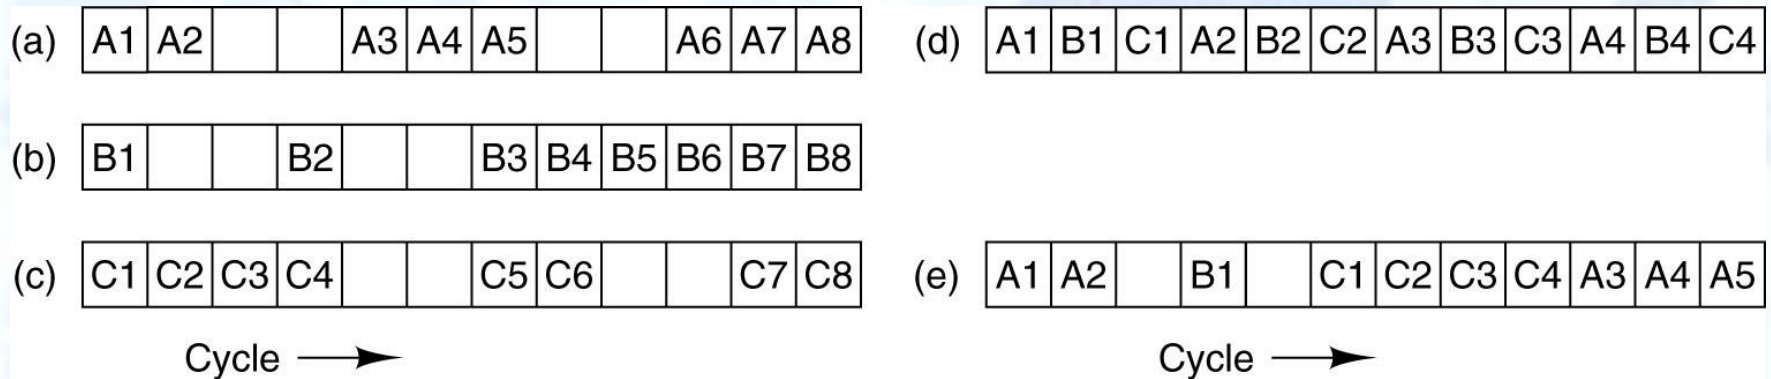 (a) A1 A2 A3 A4 A5 A6 A7 A8
(b) B1 B2 B3 B4 B5 B6 B7 B8
(c) C1 C2 C3 C4 C5 C6 C7 C8
Cycle
(d) A1 B1 C1 A2 B2 C2 A3 B3 C3 A4 B4 C4
(e) A1 A2 B1 C1 C2 C3 C4 A3 A4 A5
Cycle